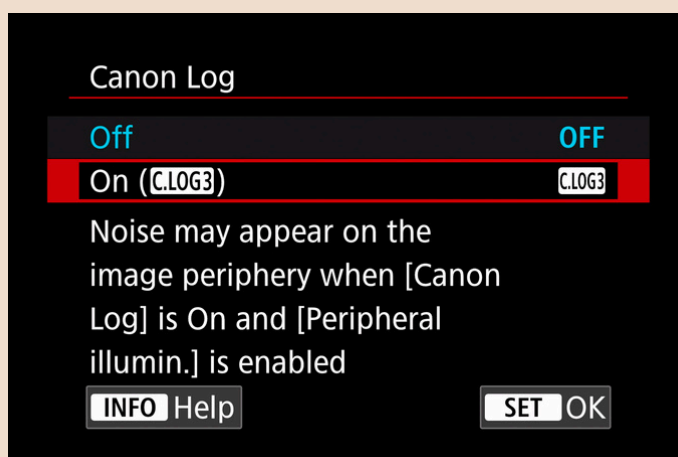 Canon Log
Off OFF
On (C.LOG3) C.LOG3
Noise may appear on the
image periphery when [Canon
Log] is On and [Peripheral
illumin.] is enabled
INFO Help SET OK